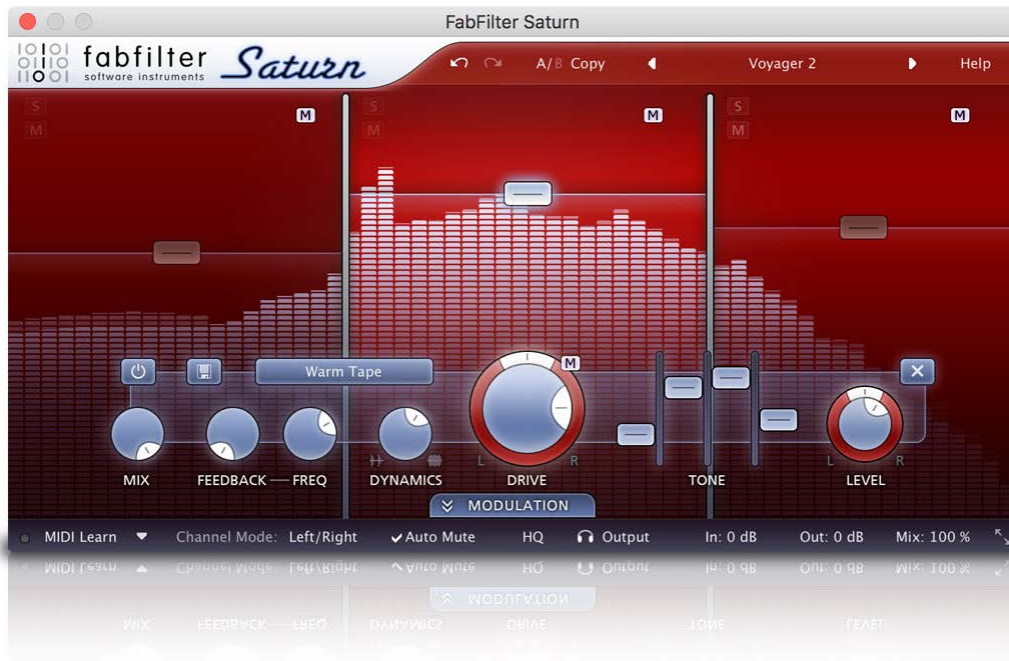 FabFilter Saturn
fabfilter
software instruments
Saturn
A/B Copy
Voyager 2
Help
S
M
M
S
M
M
S
M
M
Warm Tape
M
MIX
FEEDBACK
FREQ
DYNAMICS
L
R
DRIVE
TONE
L
R
LEVEL
MODULATION
MIDI Learn
Channel Mode: Left/Right
Auto Mute
HQ
Output
In: 0 dB
Out: 0 dB
Mix: 100 %